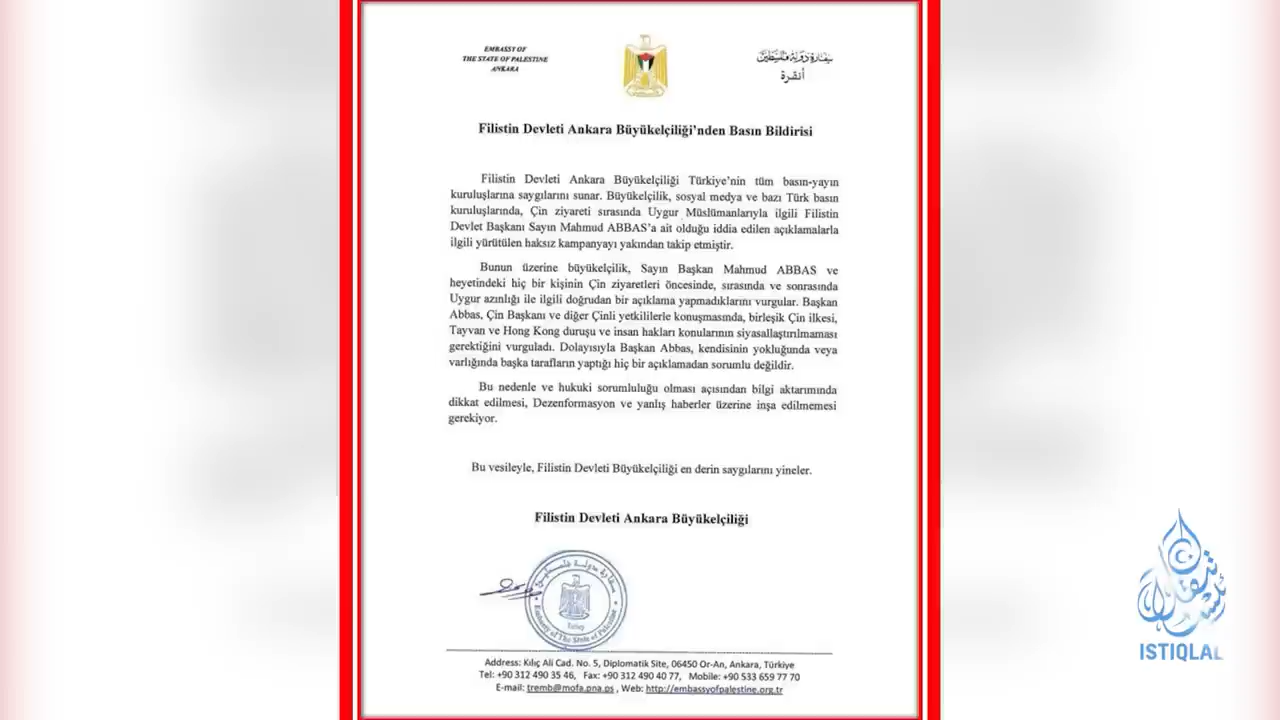 EMBASSY OF
THE STATE OF PALESTINE
ANKARA
سفارة دولة فلسطين
أنقرة
Filistin Devleti Ankara Büyükelçiliği’nden Basın Bildirisi
Filistin Devleti Ankara Büyükelçiliği Türkiye’nin tüm basın-yayın
kuruluşlarına saygılarını sunar. Büyükelçilik, sosyal medya ve bazı Türk basın
kuruluşlarında, Çin ziyareti sırasında Uygur Müslümanlarıyla ilgili Filistin
Devlet Başkanı Sayın Mahmud ABBAS’a ait olduğu iddia edilen açıklamalarla
ilgili yürütülen haksız kampanyayı yakından takip etmiştir.
Bunun üzerine büyükelçilik, Sayın Başkan Mahmud ABBAS ve
heyetindeki hiç bir kişinin Çin ziyaretleri öncesinde, sırasında ve sonrasında
Uygur azınlığı ile ilgili doğrudan bir açıklama yapmadıklarını vurgular. Başkan
Abbas, Çin Başkanı ve diğer Çinli yetkililerle konuşmasında, birleşik Çin ilkesi,
Tayvan ve Hong Kong duruşu ve insan hakları konularının siyasallaştırılmaması
gerektiğini vurguladı. Dolayısıyla Başkan Abbas, kendisinin yokluğunda veya
varlığında başka tarafların yaptığı hiç bir açıklamadan sorumlu değildir.
Bu nedenle ve hukuki sorumluluğu olması açısından bilgi aktarımında
dikkat edilmesi, Dezenformasyon ve yanlış haberler üzerine inşa edilmemesi
gerekiyor.
Bu vesileyle, Filistin Devleti Büyükelçiliği en derin saygılarını yineler.
Filistin Devleti Ankara Büyükelçiliği
سفارة دولة فلسطين
Turkey
Embassy of The State of Palestine
Address: Kılıç Ali Cad. No. 5, Diplomatik Site, 06450 Or-An, Ankara, Türkiye
Tel: +90 312 490 35 46, Fax: +90 312 490 40 77, Mobile: +90 533 659 77 70
E-mail: tremb@mofa.pna.ps , Web: http://embassyofpalestine.org.tr
ISTIQLAL